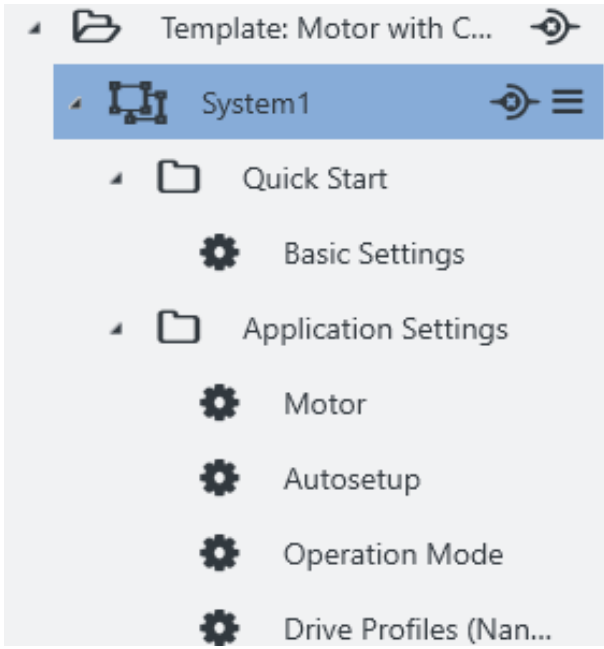 Template: Motor with C...
System1
Quick Start
Basic Settings
Application Settings
Motor
Autosetup
Operation Mode
Drive Profiles (Nan...